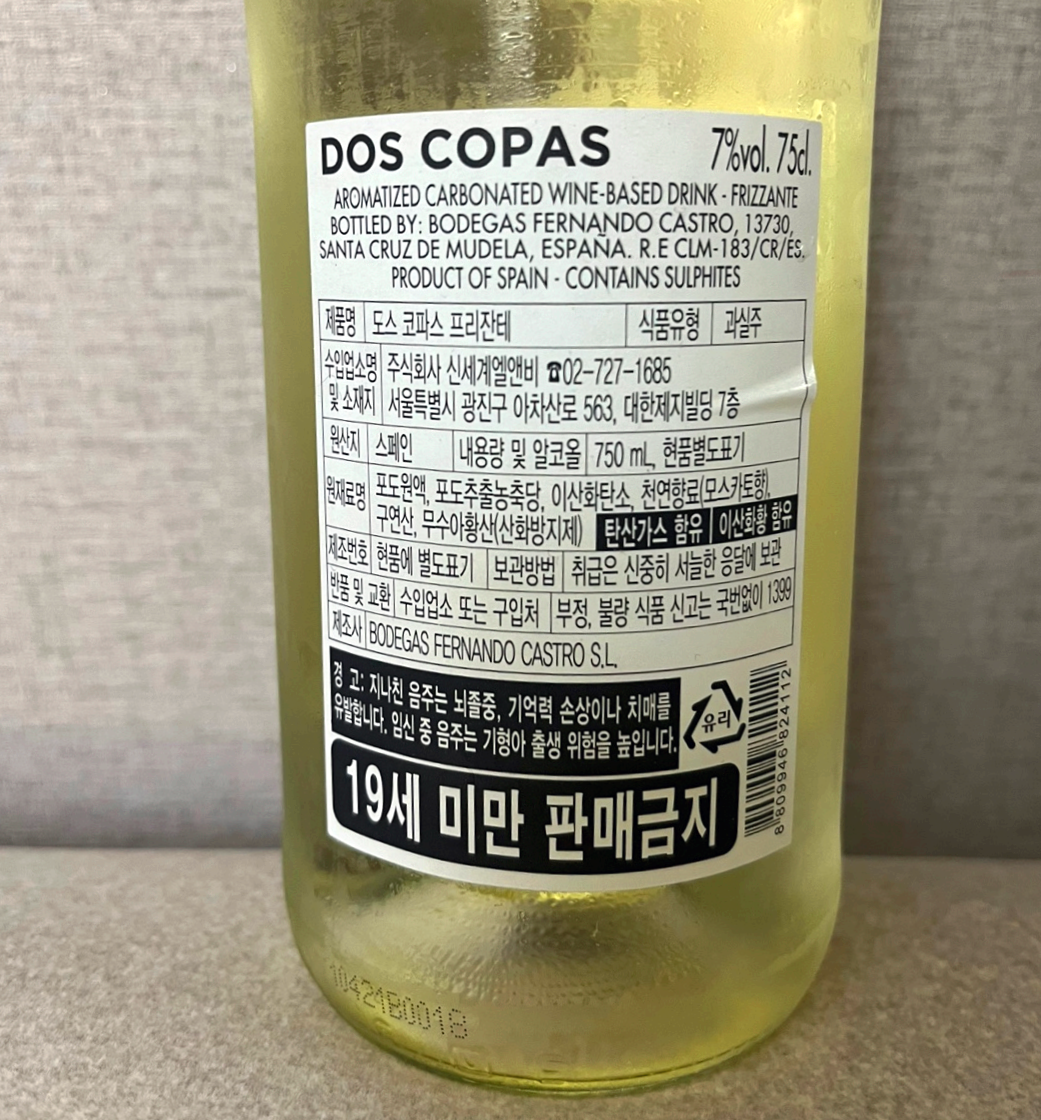 DOS COPAS 7%vol. 75cl.
AROMATIZED CARBONATED WINE-BASED DRINK - FRIZZANTE
BOTTLED BY: BODEGAS FERNANDO CASTRO, 13730,
SANTA CRUZ DE MUDELA, ESPAÑA. R.E CLM-183/CR/ES.
PRODUCT OF SPAIN - CONTAINS SULPHITES
제품명 도스 코파스 프리잔테 식품유형 과실주
수입업소명 주식회사 신세계엘앤비 ☎02-727-1685
및 소재지 서울특별시 광진구 아차산로 563, 대한제지빌딩 7층
원산지 스페인 내용량 및 알코올 750 mL, 현품별도표기
원재료명 포도원액, 포도추출농축당, 이산화탄소, 천연향료(모스카토향),
구연산, 무수아황산(산화방지제) 탄산가스 함유 이산화황 함유
제조번호 현품에 별도표기 보관방법 취급은 신중히 서늘한 응달에 보관
반품 및 교환 수입업소 또는 구입처 부정, 불량 식품 신고는 국번없이 1399
제조사 BODEGAS FERNANDO CASTRO S.L.
경 고: 지나친 음주는 뇌졸중, 기억력 손상이나 치매를
유발합니다. 임신 중 음주는 기형아 출생 위험을 높입니다.
유리
19세 미만 판매금지
8 809946 824112
10421B0018